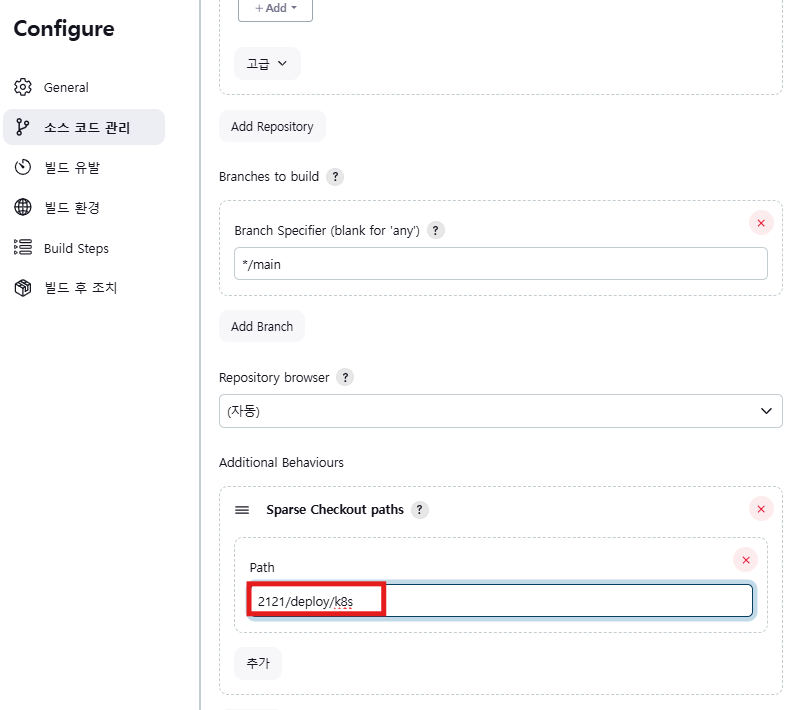 Configure
General
소스 코드 관리
빌드 유발
빌드 환경
Build Steps
빌드 후 조치
+ Add
고급
Add Repository
Branches to build ?
Branch Specifier (blank for 'any') ?
*/main
Add Branch
Repository browser ?
(자동)
Additional Behaviours
Sparse Checkout paths ?
Path
2121/deploy/k8s
추가